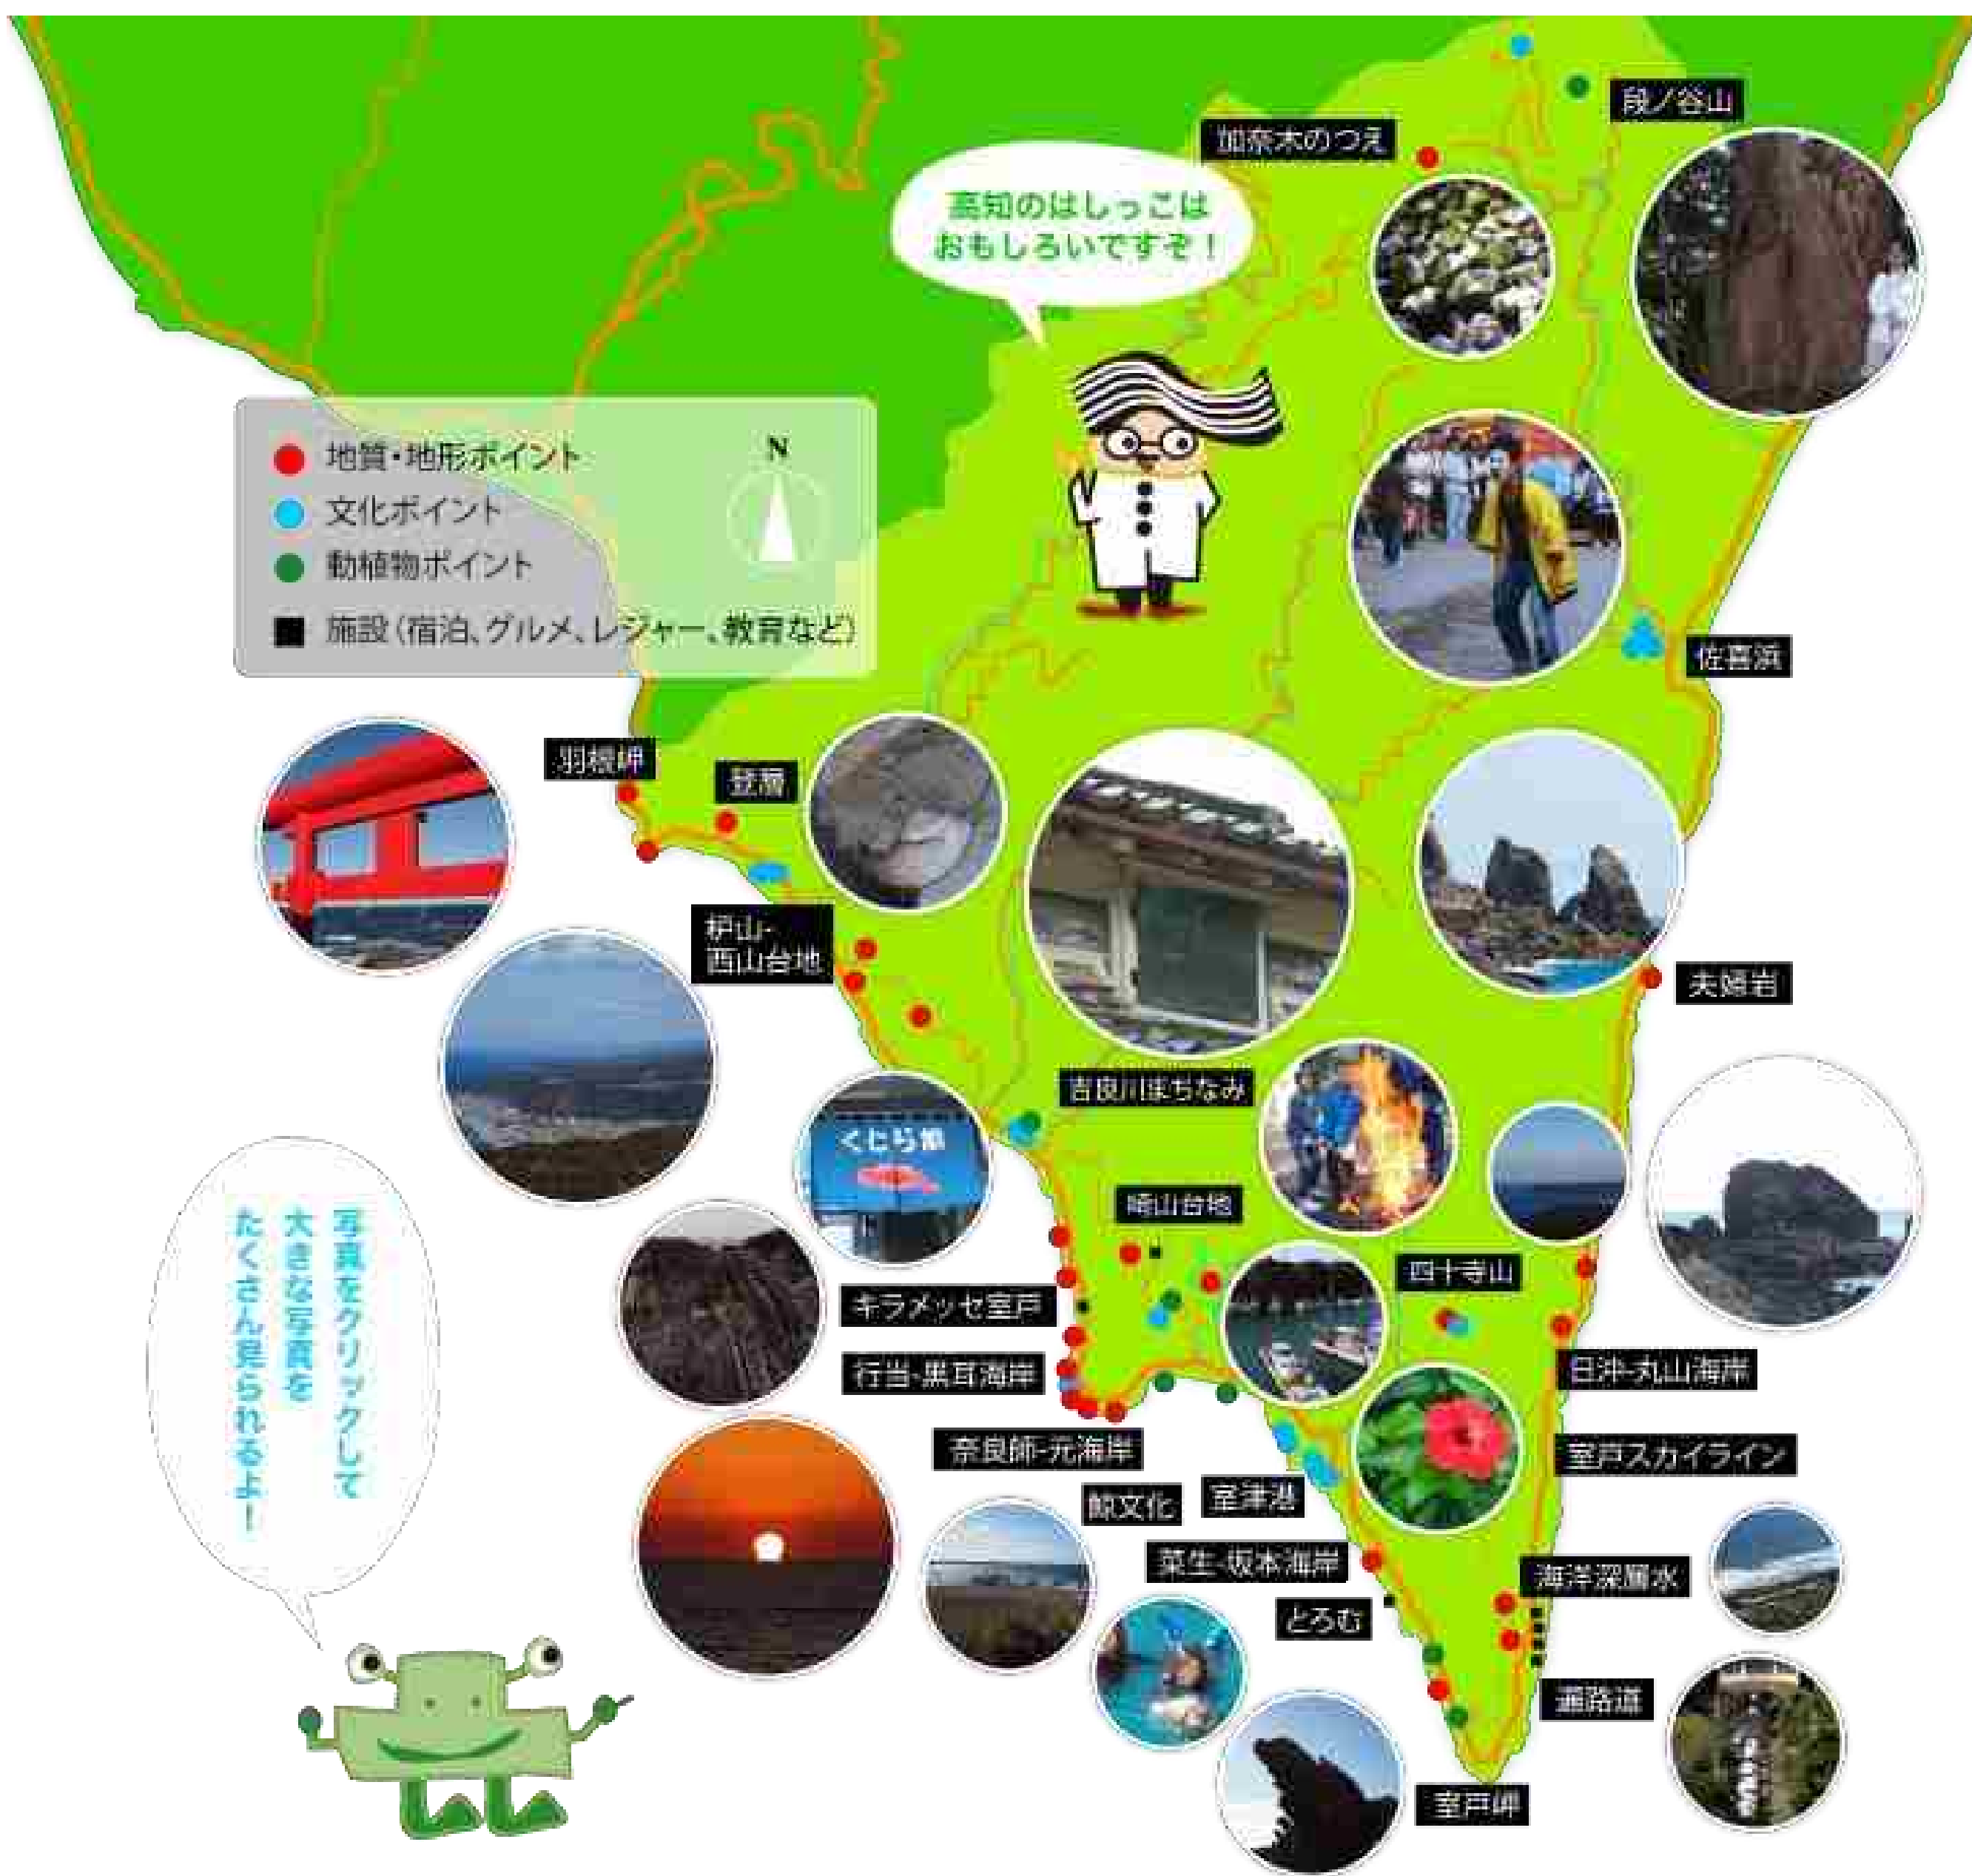 段ノ谷山
加奈木のつえ
高知のはしっこは
おもしろいですぞ！
地質・地形ポイント
文化ポイント
動植物ポイント
施設（宿泊、グルメ、レジャー、教育など）
N
佐喜浜
羽根岬
登層
枦山-
西山台地
夫婦岩
吉良川まちなみ
くじら館
崎山台地
四十寺山
キラメッセ室戸
行当-黒耳海岸
日沖-丸山海岸
奈良師-元海岸
室戸スカイライン
鯨文化
室津港
菜生-坂本海岸
海洋深層水
とろむ
遍路道
室戸岬
写真をクリックして
大きな写真を
たくさん見られるよ！